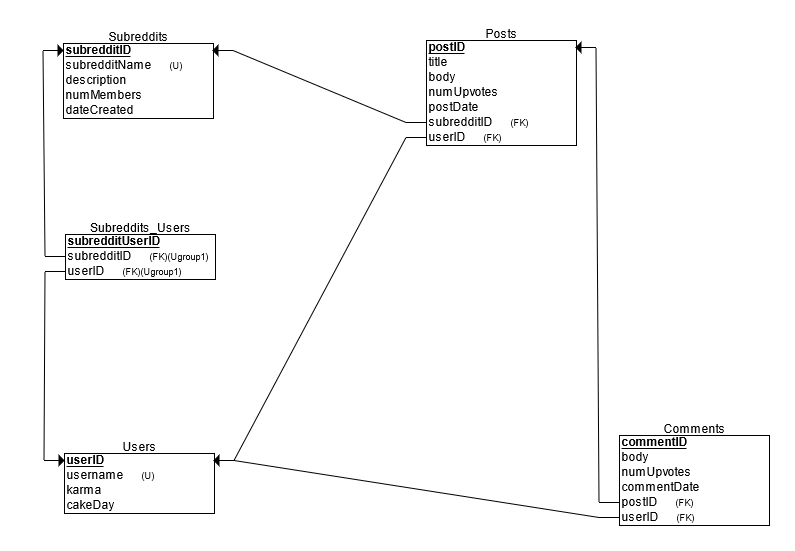 Subreddits
subredditID
subredditName (U)
description
numMembers
dateCreated
Posts
postID
title
body
numUpvotes
postDate
subredditID (FK)
userID (FK)
Subreddits_Users
subredditUserID
subredditID (FK)(Ugroup1)
userID (FK)(Ugroup1)
Users
userID
username (U)
karma
cakeDay
Comments
commentID
body
numUpvotes
commentDate
postID (FK)
userID (FK)